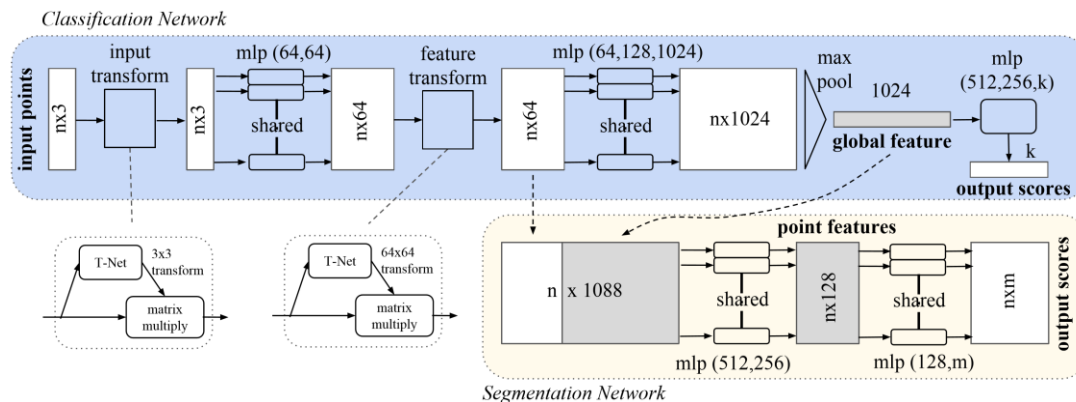 Classification Network
input points
nx3
input
transform
nx3
mlp (64,64)
shared
nx64
feature
transform
nx64
mlp (64,128,1024)
shared
nx1024
max
pool
1024
global feature
mlp
(512,256,k)
k
output scores
T-Net
3x3
transform
matrix
multiply
T-Net
64x64
transform
matrix
multiply
point features
n x 1088
shared
mlp (512,256)
nx128
shared
mlp (128,m)
nxm
output scores
Segmentation Network